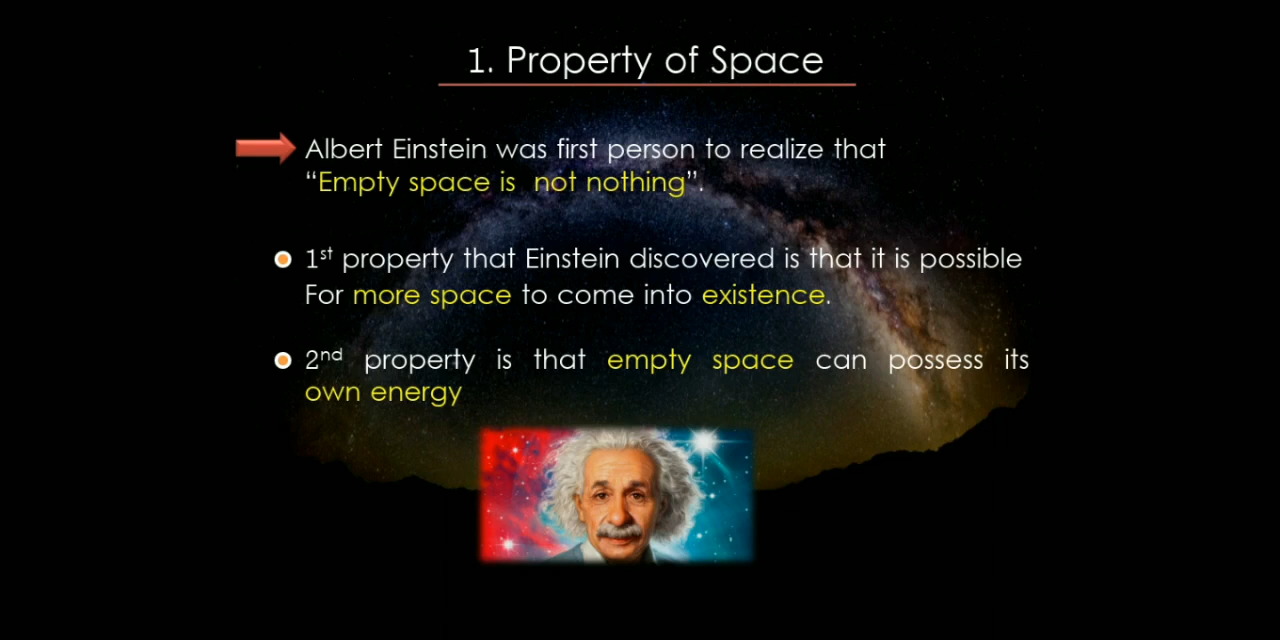 1. Property of Space
Albert Einstein was first person to realize that
“Empty space is  not nothing”.
1st property that Einstein discovered is that it is possible
For more space to come into existence.
2nd property is that empty space can possess its
own energy